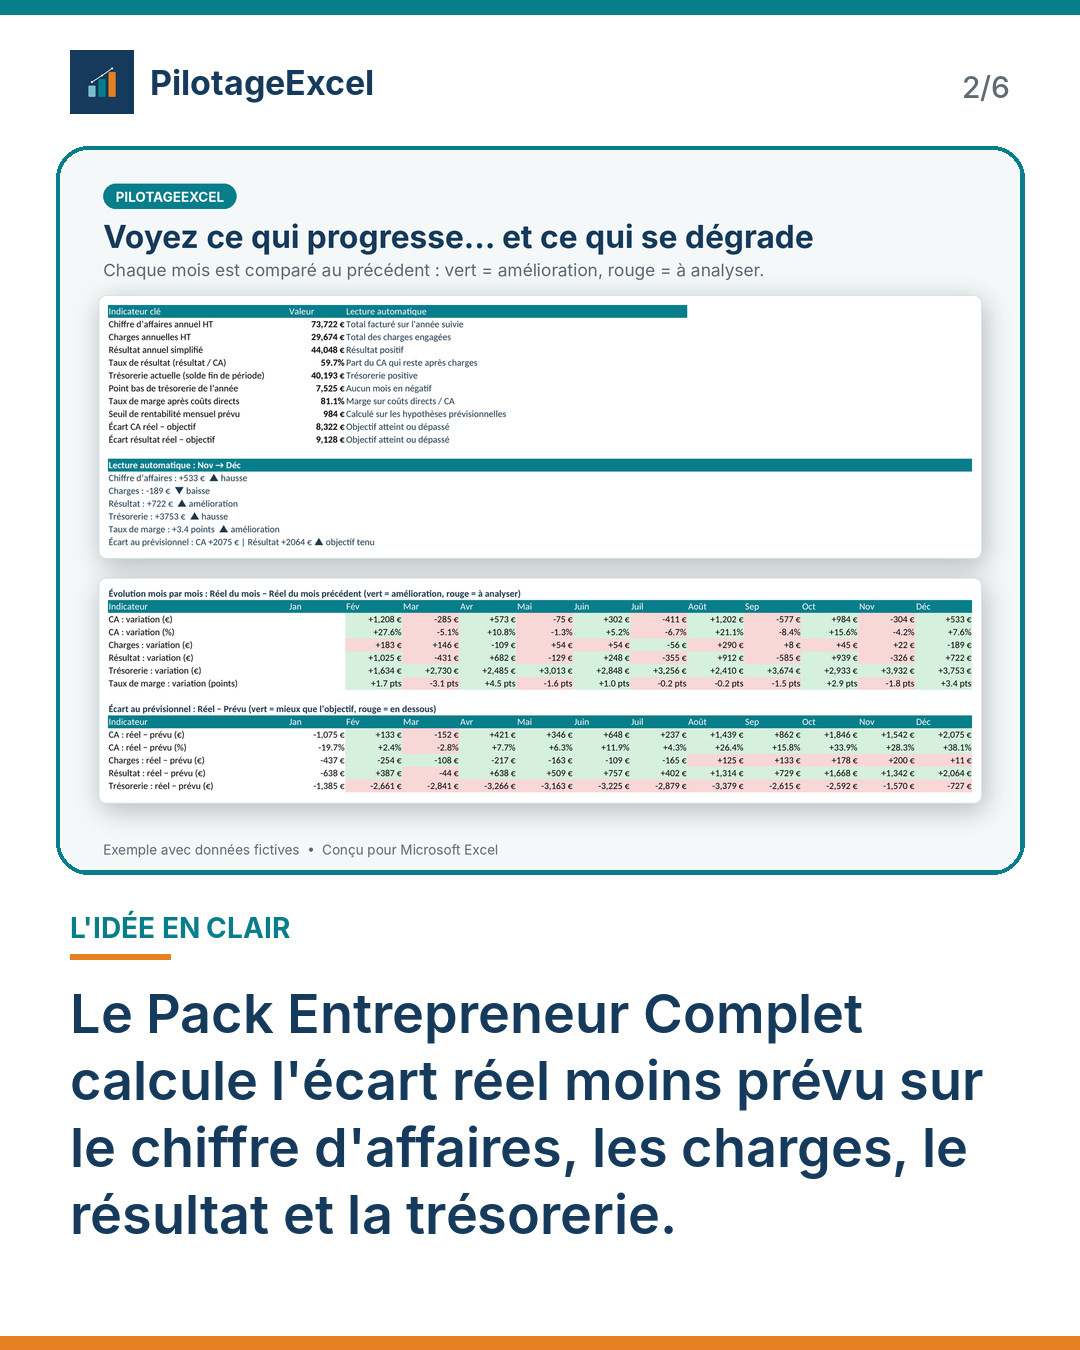 PilotageExcel
2/6
PILOTAGEEXCEL
Voyez ce qui progresse... et ce qui se dégrade
Chaque mois est comparé au précédent : vert = amélioration, rouge = à analyser.
Indicateur clé Valeur Lecture automatique
Chiffre d'affaires annuel HT 73,722 € Total facturé sur l'année suivie
Charges annuelles HT 29,674 € Total des charges engagées
Résultat annuel simplifié 44,048 € Résultat positif
Taux de résultat (résultat / CA) 59.7% Part du CA qui reste après charges
Trésorerie actuelle (solde fin de période) 40,193 € Trésorerie positive
Point bas de trésorerie de l'année 7,525 € Aucun mois en négatif
Taux de marge après coûts directs 81.1% Marge sur coûts directs / CA
Seuil de rentabilité mensuel prévu 984 € Calculé sur les hypothèses prévisionnelles
Écart CA réel − objectif 8,322 € Objectif atteint ou dépassé
Écart résultat réel − objectif 9,128 € Objectif atteint ou dépassé
Lecture automatique : Nov → Déc
Chiffre d'affaires : +533 € ▲ hausse
Charges : -189 € ▼ baisse
Résultat : +722 € ▲ amélioration
Trésorerie : +3753 € ▲ hausse
Taux de marge : +3.4 points ▲ amélioration
Écart au prévisionnel : CA +2075 € | Résultat +2064 € ▲ objectif tenu
Évolution mois par mois : Réel du mois − Réel du mois précédent (vert = amélioration, rouge = à analyser)
Indicateur Jan Fév Mar Avr Mai Juin Juil Août Sep Oct Nov Déc
CA : variation (€) +1,208 € -285 € +573 € -75 € +302 € -411 € +1,202 € -577 € +984 € -304 € +533 €
CA : variation (%) +27.6% -5.1% +10.8% -1.3% +5.2% -6.7% +21.1% -8.4% +15.6% -4.2% +7.6%
Charges : variation (€) +183 € +146 € -109 € +54 € +54 € -56 € +290 € +8 € +45 € +22 € -189 €
Résultat : variation (€) +1,025 € -431 € +682 € -129 € +248 € -355 € +912 € -585 € +939 € -326 € +722 €
Trésorerie : variation (€) +1,634 € +2,730 € +2,485 € +3,013 € +2,848 € +3,256 € +2,410 € +3,674 € +2,933 € +3,932 € +3,753 €
Taux de marge : variation (points) +1.7 pts -3.1 pts +4.5 pts -1.6 pts +1.0 pts -0.2 pts -0.2 pts -1.5 pts +2.9 pts -1.8 pts +3.4 pts
Écart au prévisionnel : Réel − Prévu (vert = mieux que l'objectif, rouge = en dessous)
Indicateur Jan Fév Mar Avr Mai Juin Juil Août Sep Oct Nov Déc
CA : réel − prévu (€) -1,075 € +133 € -152 € +421 € +346 € +648 € +237 € +1,439 € +862 € +1,846 € +1,542 € +2,075 €
CA : réel − prévu (%) -19.7% +2.4% -2.8% +7.7% +6.3% +11.9% +4.3% +26.4% +15.8% +33.9% +28.3% +38.1%
Charges : réel − prévu (€) -437 € -254 € -108 € -217 € -163 € -109 € -165 € +125 € +133 € +178 € +200 € +11 €
Résultat : réel − prévu (€) -638 € +387 € -44 € +638 € +509 € +757 € +402 € +1,314 € +729 € +1,668 € +1,342 € +2,064 €
Trésorerie : réel − prévu (€) -1,385 € -2,661 € -2,841 € -3,266 € -3,163 € -3,225 € -2,879 € -3,379 € -2,615 € -2,592 € -1,570 € -727 €
Exemple avec données fictives • Conçu pour Microsoft Excel
L'IDÉE EN CLAIR
Le Pack Entrepreneur Complet
calcule l'écart réel moins prévu sur
le chiffre d'affaires, les charges, le
résultat et la trésorerie.